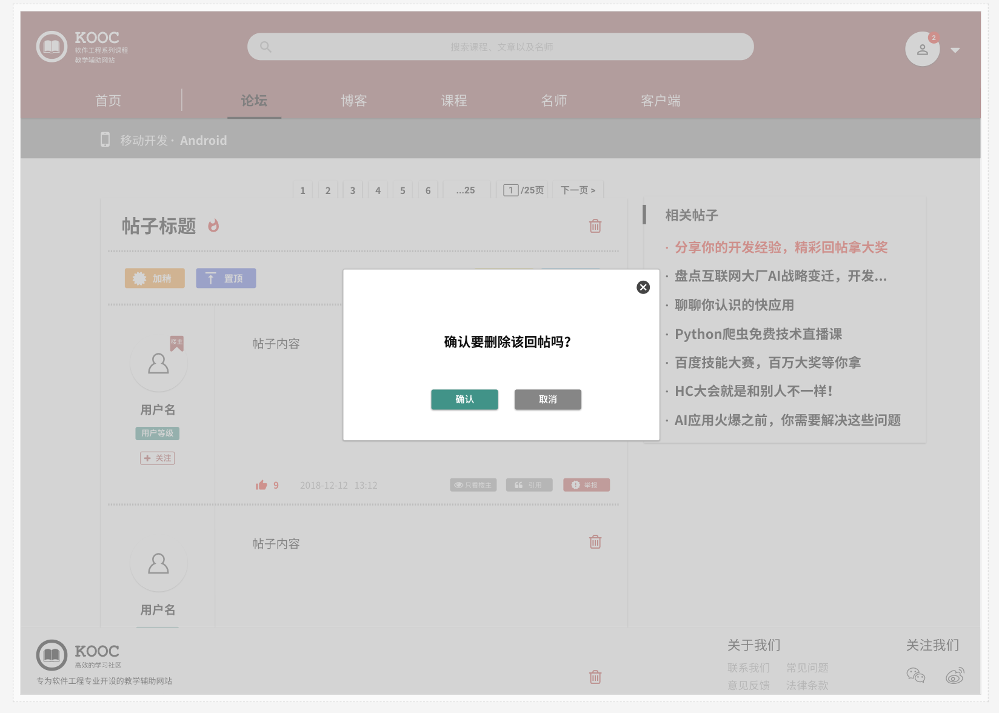 KOOC
软件工程系列课程
教学辅助网站
搜索课程、文章以及名师
2
首页
论坛
博客
课程
名师
客户端
移动开发· Android
1 2 3 4 5 6 ...25 1 /25页 下一页 >
帖子标题
加精
置顶
相关帖子
· 分享你的开发经验，精彩回帖拿大奖
· 盘点互联网大厂AI战略变迁，开发...
· 聊聊你认识的快应用
· Python爬虫免费技术直播课
· 百度技能大赛，百万大奖等你拿
· HC大会就是和别人不一样！
· AI应用火爆之前，你需要解决这些问题
确认要删除该回帖吗？
确认
取消
楼主
帖子内容
用户名
用户等级
+ 关注
9
2018-12-12 13:12
只看楼主
引用
举报
帖子内容
用户名
KOOC
高效的学习社区
专为软件工程专业开设的教学辅助网站
关于我们
联系我们 常见问题
意见反馈 法律条款
关注我们